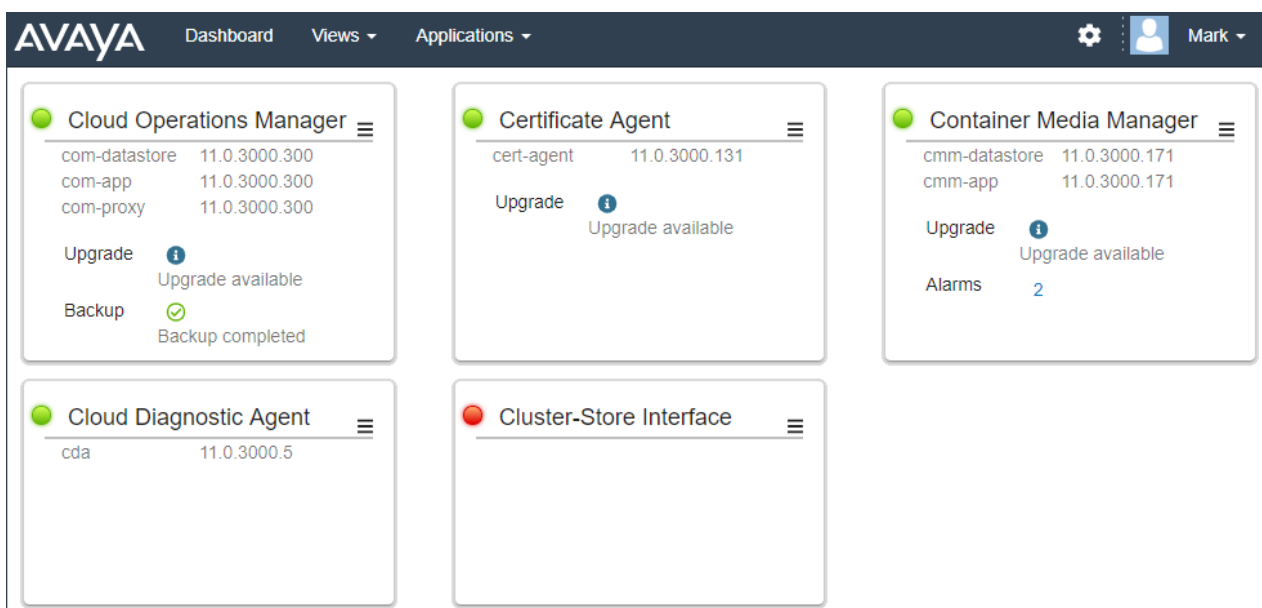 AVAYA Dashboard Views Applications Mark
Cloud Operations Manager
com-datastore 11.0.3000.300
com-app 11.0.3000.300
com-proxy 11.0.3000.300
Upgrade
Upgrade available
Backup
Backup completed
Certificate Agent
cert-agent 11.0.3000.131
Upgrade
Upgrade available
Container Media Manager
cmm-datastore 11.0.3000.171
cmm-app 11.0.3000.171
Upgrade
Upgrade available
Alarms 2
Cloud Diagnostic Agent
cda 11.0.3000.5
Cluster-Store Interface